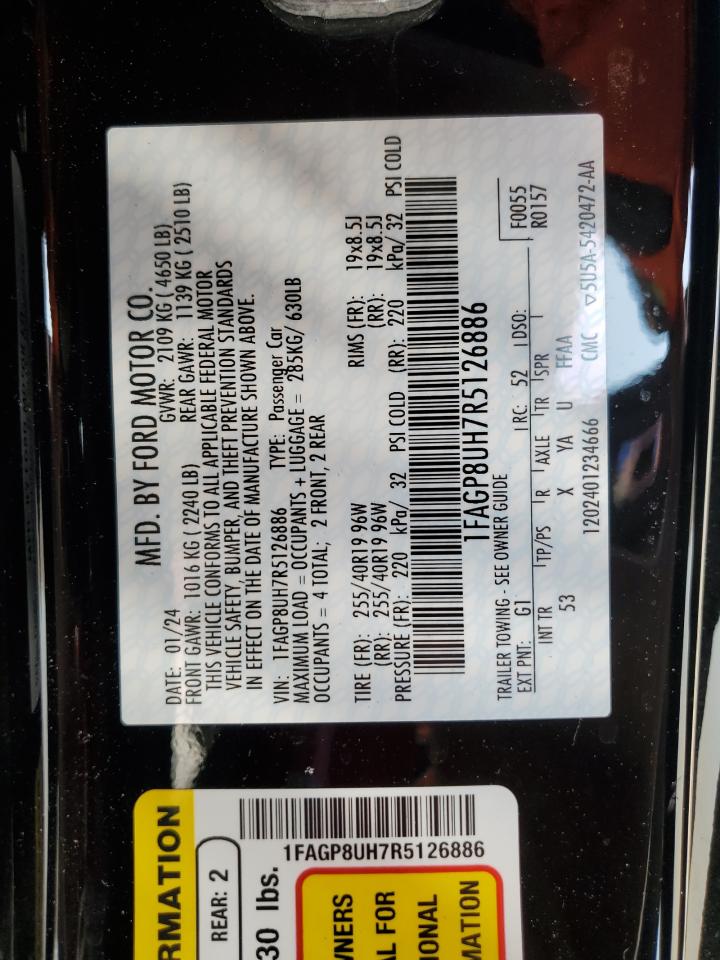 MFD. BY FORD MOTOR CO.
DATE: 01/24 GVWR: 2109 KG ( 4650 LB)
FRONT GAWR: 1016 KG ( 2240 LB) REAR GAWR: 1139 KG ( 2510 LB)
THIS VEHICLE CONFORMS TO ALL APPLICABLE FEDERAL MOTOR
VEHICLE SAFETY, BUMPER, AND THEFT PREVENTION STANDARDS
IN EFFECT ON THE DATE OF MANUFACTURE SHOWN ABOVE.
VIN: 1FAGP8UH7R5126886 TYPE: Passenger Car
MAXIMUM LOAD = OCCUPANTS + LUGGAGE = 285KG/ 630LB
OCCUPANTS = 4 TOTAL; 2 FRONT, 2 REAR
TIRE (FR): 255/40R19 96W RIMS (FR): 19x8.5J
(RR): 255/40R19 96W (RR): 19x8.5J
PRESSURE (FR): 220 kPa/ 32 PSI COLD (RR): 220 kPa/ 32 PSI COLD
1FAGP8UH7R5126886
TRAILER TOWING - SEE OWNER GUIDE
EXT PNT: G1 RC: 52 DSO: F0055
R0157
INT TR TP/PS R AXLE TR SPR
53 X YA U FFAA
1202401234666 CMC ▽5U5A-5420472-AA
RMATION
REAR: 2
30 lbs.
1FAGP8UH7R5126886
WNERS
AL FOR
IONAL
MATION